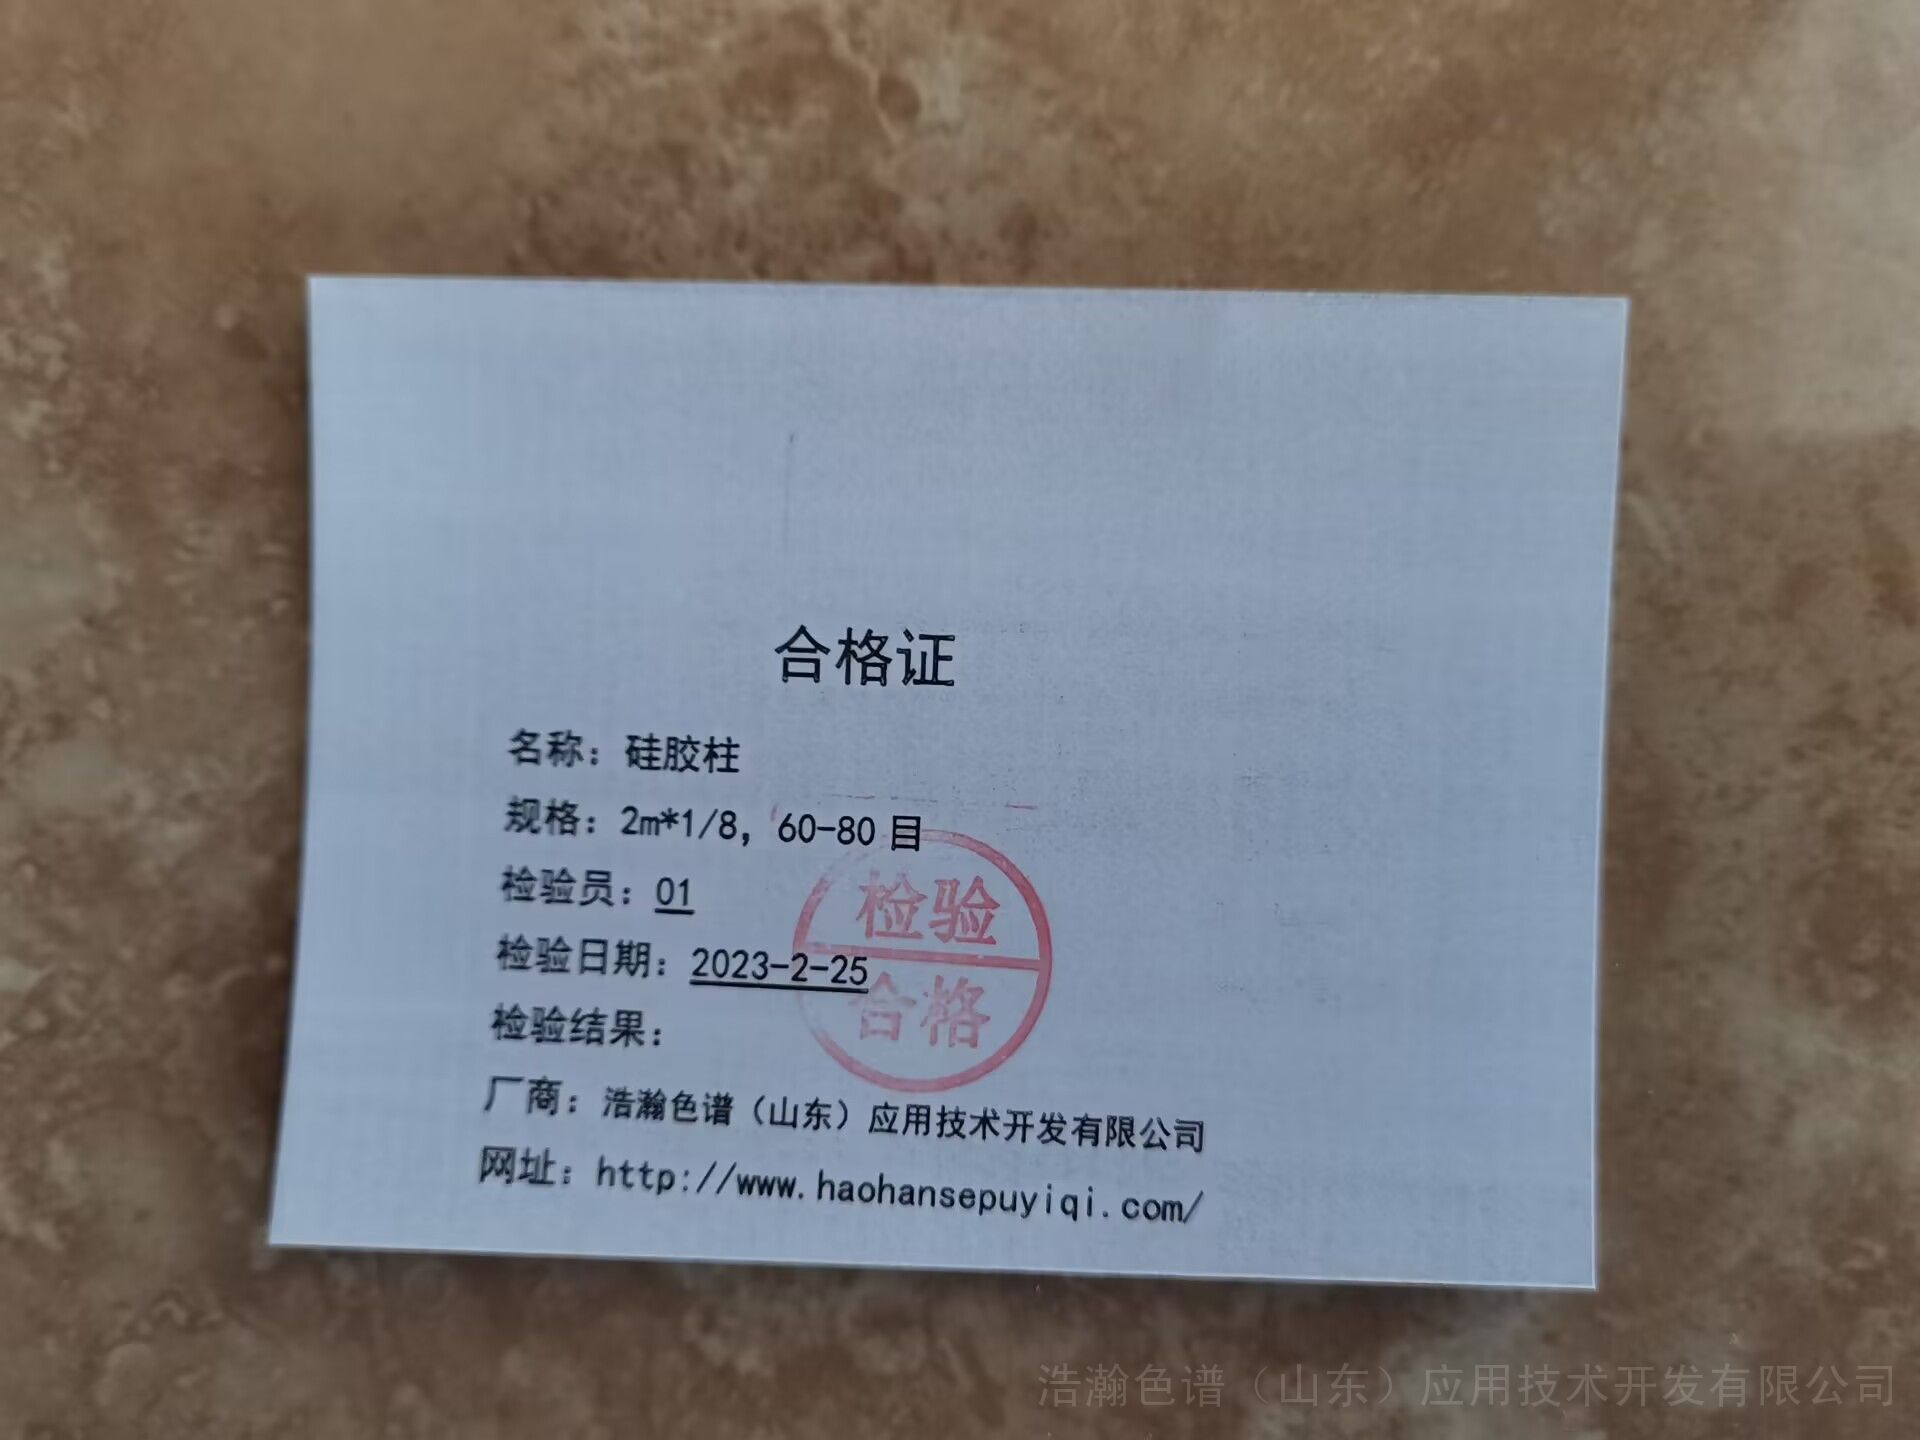 合格证
名称：硅胶柱
规格：2m*1/8，60-80 目
检验员：01
检验日期：2023-2-25
检验结果：
检验
合格
厂商：浩瀚色谱（山东）应用技术开发有限公司
网址：http://www.haohansepuyiqi.com/
浩瀚色谱（山东）应用技术开发有限公司